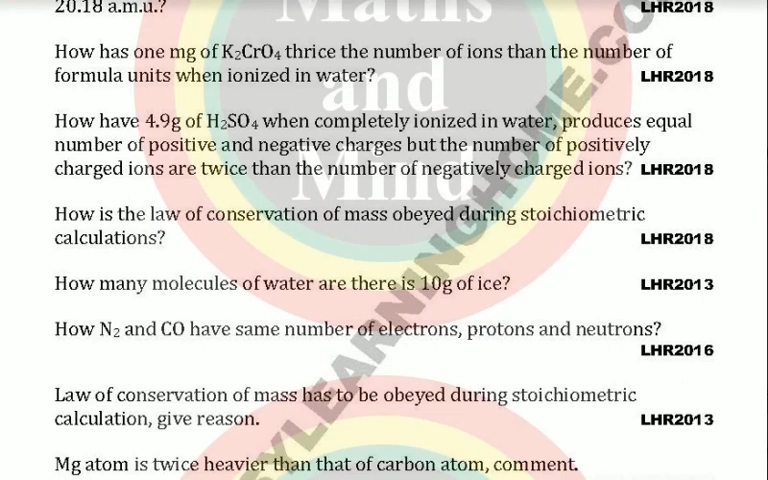 20.18 a.m.u.? LHR2018
How has one mg of K₂CrO₄ thrice the number of ions than the number of
formula units when ionized in water? LHR2018
How have 4.9g of H₂SO₄ when completely ionized in water, produces equal
number of positive and negative charges but the number of positively
charged ions are twice than the number of negatively charged ions? LHR2018
How is the law of conservation of mass obeyed during stoichiometric
calculations? LHR2018
How many molecules of water are there is 10g of ice? LHR2013
How N₂ and CO have same number of electrons, protons and neutrons?
LHR2016
Law of conservation of mass has to be obeyed during stoichiometric
calculation, give reason. LHR2013
Mg atom is twice heavier than that of carbon atom, comment.
Maths
and
Mind